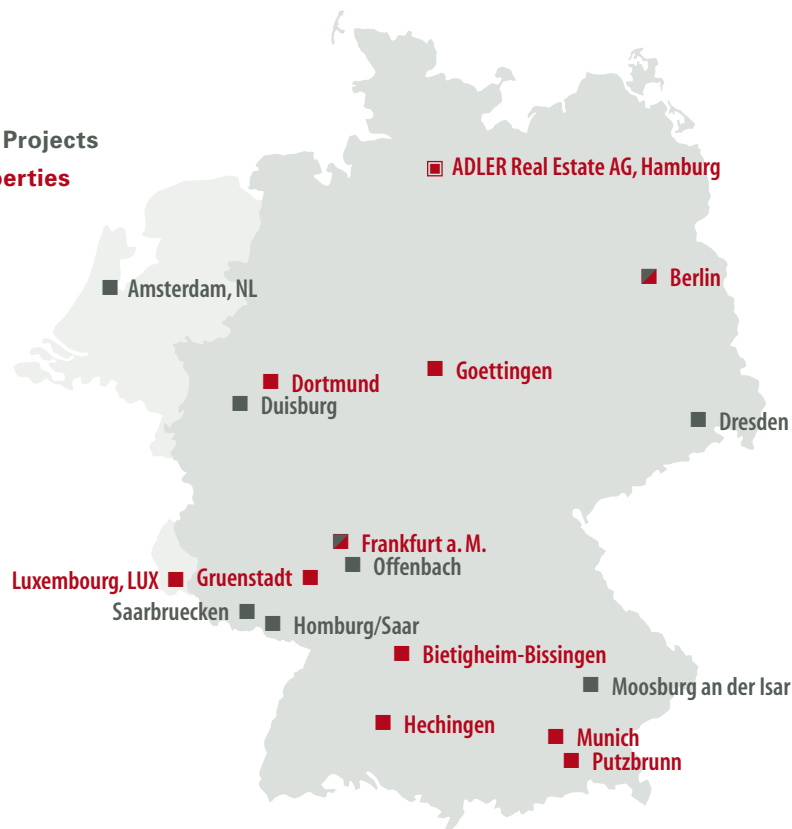 Projects
perties
ADLER Real Estate AG, Hamburg
Berlin
Amsterdam, NL
Goettingen
Dortmund
Duisburg
Dresden
Frankfurt a. M.
Offenbach
Luxembourg, LUX
Gruenstadt
Saarbruecken
Homburg/Saar
Bietigheim-Bissingen
Moosburg an der Isar
Hechingen
Munich
Putzbrunn